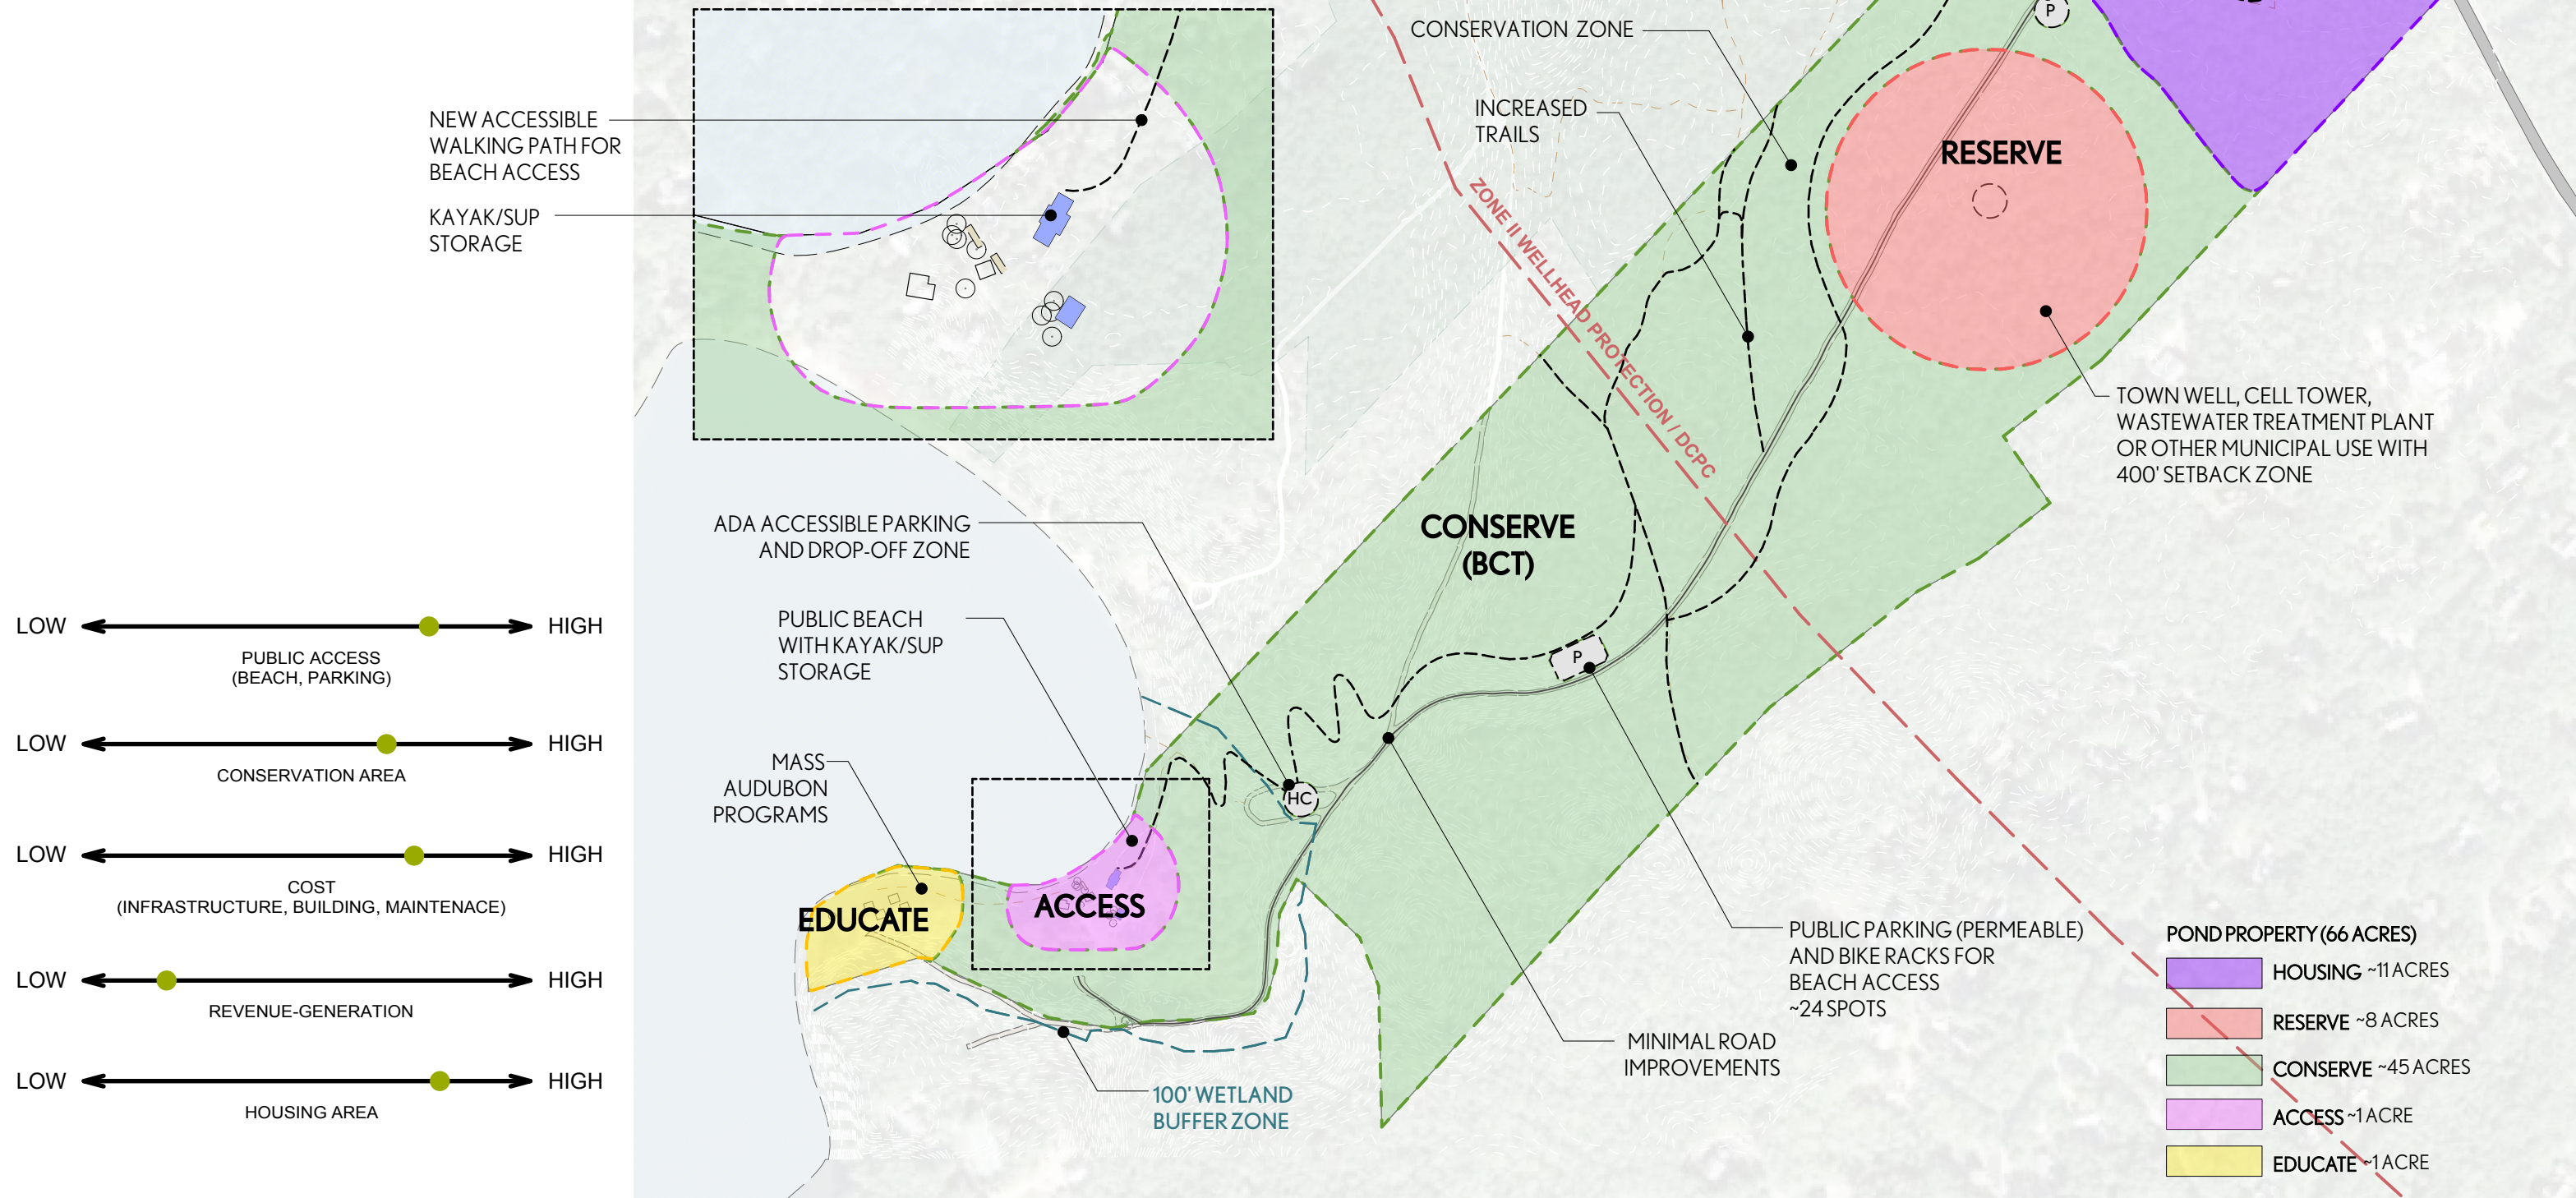 NEW ACCESSIBLE
WALKING PATH FOR
BEACH ACCESS
KAYAK/SUP
STORAGE
CONSERVATION ZONE
INCREASED
TRAILS
P
RESERVE
ZONE II WELLHEAD PROTECTION / DCPC
TOWN WELL, CELL TOWER,
WASTEWATER TREATMENT PLANT
OR OTHER MUNICIPAL USE WITH
400' SETBACK ZONE
ADA ACCESSIBLE PARKING
AND DROP-OFF ZONE
CONSERVE
(BCT)
PUBLIC BEACH
WITH KAYAK/SUP
STORAGE
P
MASS
AUDUBON
PROGRAMS
HC
EDUCATE
ACCESS
PUBLIC PARKING (PERMEABLE)
AND BIKE RACKS FOR
BEACH ACCESS
~24 SPOTS
MINIMAL ROAD
IMPROVEMENTS
100' WETLAND
BUFFER ZONE
LOW HIGH
PUBLIC ACCESS
(BEACH, PARKING)
LOW HIGH
CONSERVATION AREA
LOW HIGH
COST
(INFRASTRUCTURE, BUILDING, MAINTENACE)
LOW HIGH
REVENUE-GENERATION
LOW HIGH
HOUSING AREA
POND PROPERTY (66 ACRES)
HOUSING ~11 ACRES
RESERVE ~8 ACRES
CONSERVE ~45 ACRES
ACCESS ~1 ACRE
EDUCATE ~1 ACRE